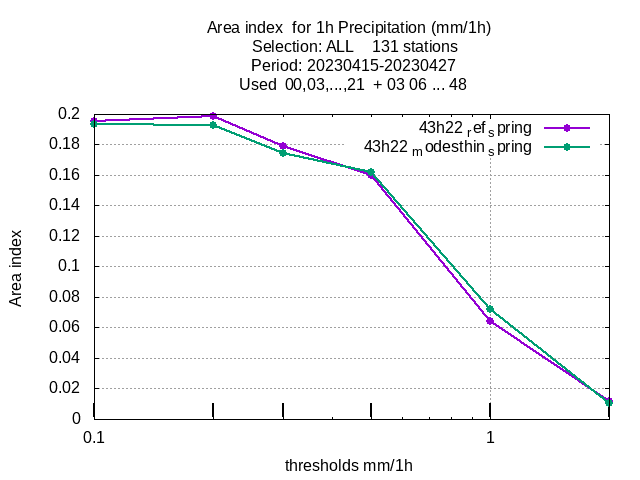 Area index  for 1h Precipitation (mm/1h)
Selection: ALL    131 stations
Period: 20230415-20230427
Used  00,03,...,21  + 03 06 ... 48
43h22 ref spring
43h22 modesthin spring
0.2
0.18
0.16
0.14
0.12
0.1
0.08
0.06
0.04
0.02
0
Area index
0.1
1
thresholds mm/1h